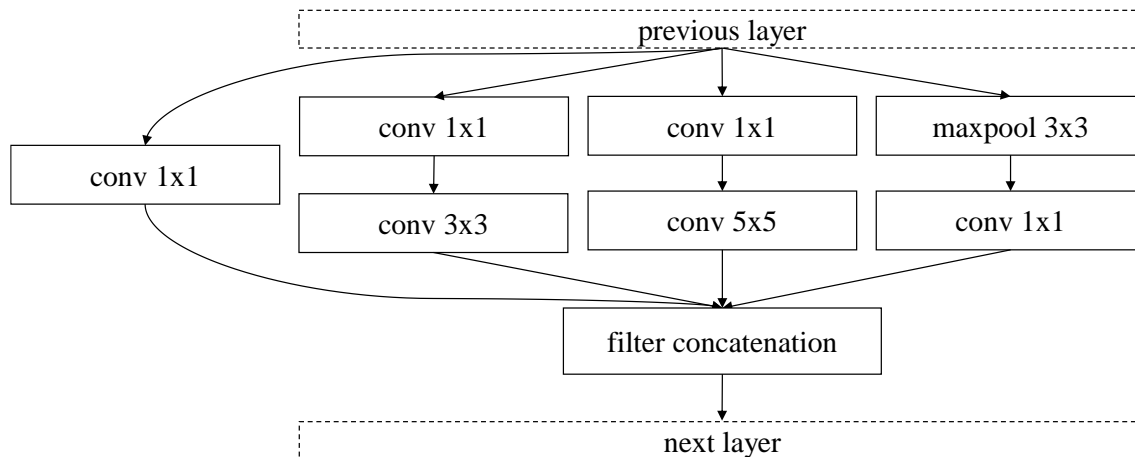 previous layer
conv 1x1
conv 1x1
maxpool 3x3
conv 1x1
conv 3x3
conv 5x5
conv 1x1
filter concatenation
next layer